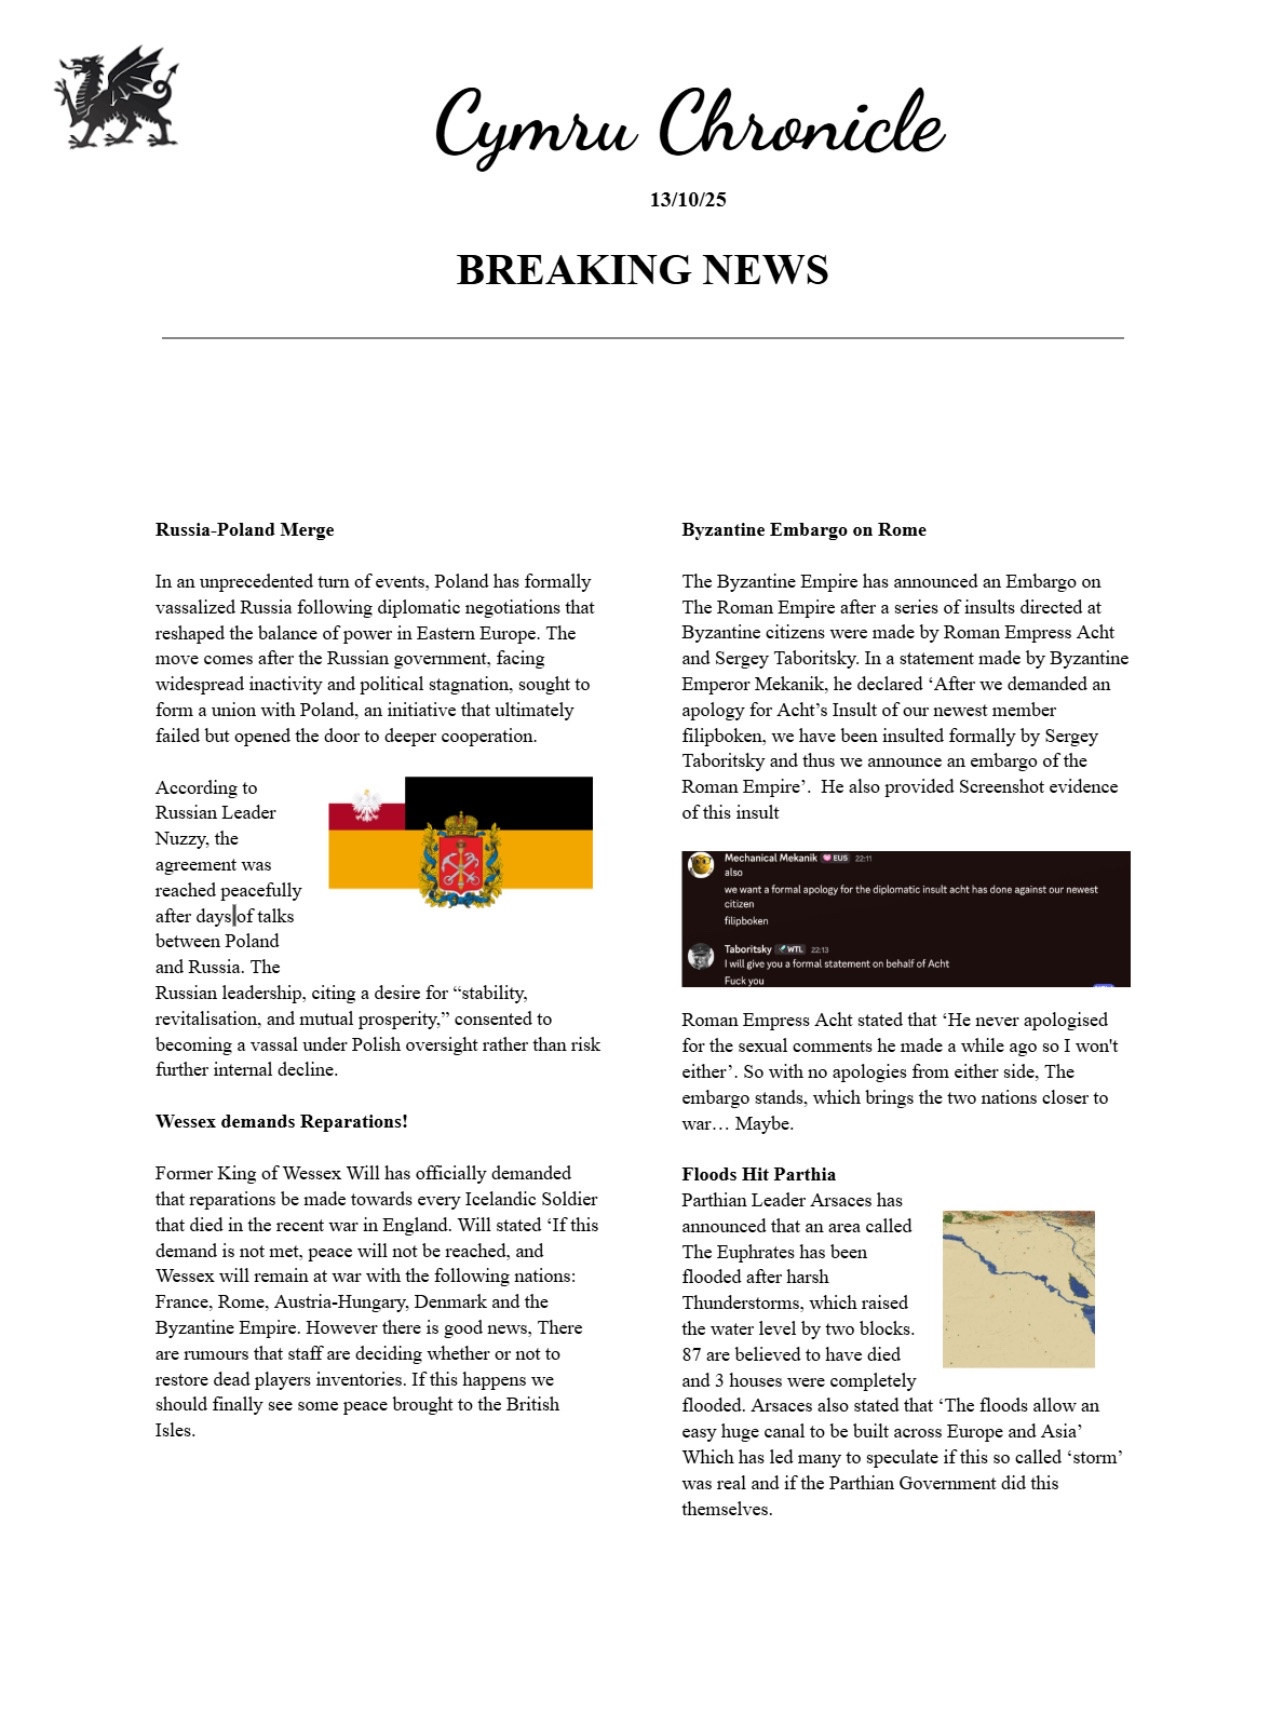 Cymru Chronicle
13/10/25
BREAKING NEWS
Russia-Poland Merge
In an unprecedented turn of events, Poland has formally
vassalized Russia following diplomatic negotiations that
reshaped the balance of power in Eastern Europe. The
move comes after the Russian government, facing
widespread inactivity and political stagnation, sought to
form a union with Poland, an initiative that ultimately
failed but opened the door to deeper cooperation.
According to
Russian Leader
Nuzzy, the
agreement was
reached peacefully
after days of talks
between Poland
and Russia. The
Russian leadership, citing a desire for “stability,
revitalisation, and mutual prosperity,” consented to
becoming a vassal under Polish oversight rather than risk
further internal decline.
Wessex demands Reparations!
Former King of Wessex Will has officially demanded
that reparations be made towards every Icelandic Soldier
that died in the recent war in England. Will stated ‘If this
demand is not met, peace will not be reached, and
Wessex will remain at war with the following nations:
France, Rome, Austria-Hungary, Denmark and the
Byzantine Empire. However there is good news, There
are rumours that staff are deciding whether or not to
restore dead players inventories. If this happens we
should finally see some peace brought to the British
Isles.
Byzantine Embargo on Rome
The Byzantine Empire has announced an Embargo on
The Roman Empire after a series of insults directed at
Byzantine citizens were made by Roman Empress Acht
and Sergey Taboritsky. In a statement made by Byzantine
Emperor Mekanik, he declared ‘After we demanded an
apology for Acht’s Insult of our newest member
filipboken, we have been insulted formally by Sergey
Taboritsky and thus we announce an embargo of the
Roman Empire’.  He also provided Screenshot evidence
of this insult
Mechanical Mekanik EUS 22:11
also
we want a formal apology for the diplomatic insult acht has done against our newest
citizen
filipboken
Taboritsky WTL 22:13
I will give you a formal statement on behalf of Acht
Fuck you
Roman Empress Acht stated that ‘He never apologised
for the sexual comments he made a while ago so I won't
either’. So with no apologies from either side, The
embargo stands, which brings the two nations closer to
war… Maybe.
Floods Hit Parthia
Parthian Leader Arsaces has
announced that an area called
The Euphrates has been
flooded after harsh
Thunderstorms, which raised
the water level by two blocks.
87 are believed to have died
and 3 houses were completely
flooded. Arsaces also stated that ‘The floods allow an
easy huge canal to be built across Europe and Asia’
Which has led many to speculate if this so called ‘storm’
was real and if the Parthian Government did this
themselves.